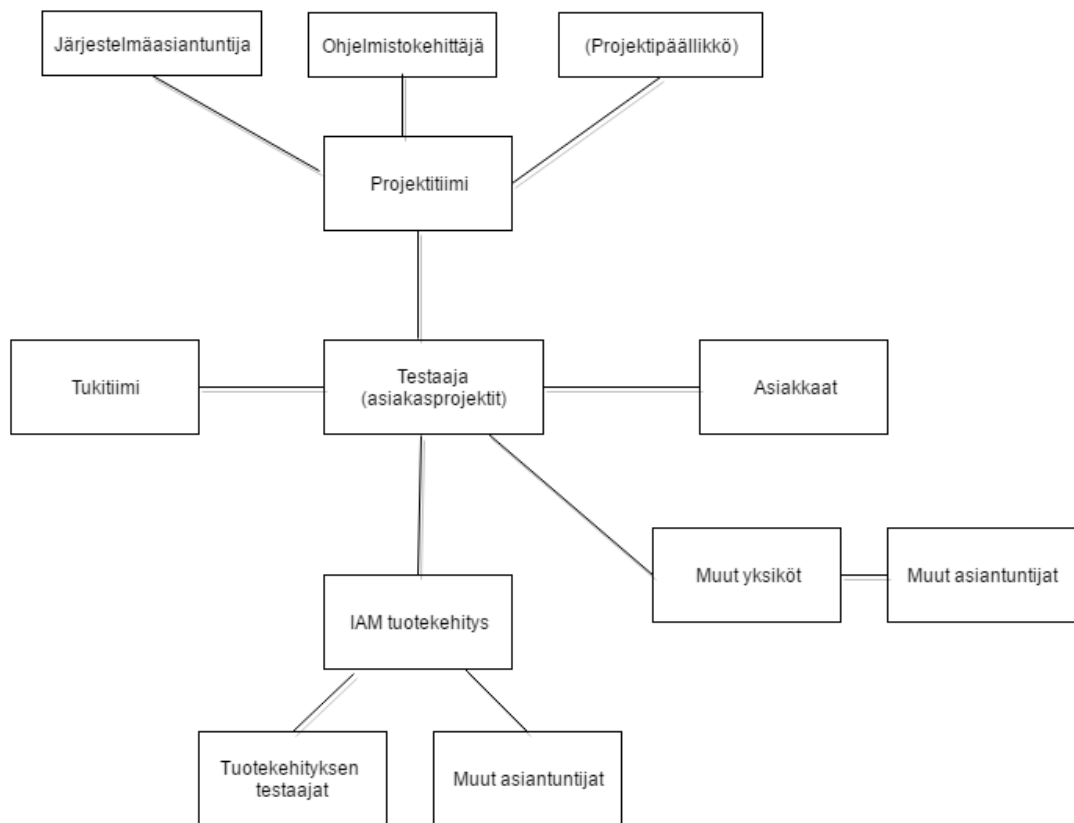 Järjestelmäasiantuntija
Ohjelmistokehittäjä
(Projektipäällikkö)
Projektitiimi
Tukitiimi
Testaaja
(asiakasprojektit)
Asiakkaat
Muut yksiköt
Muut asiantuntijat
IAM tuotekehitys
Tuotekehityksen
testaajat
Muut asiantuntijat